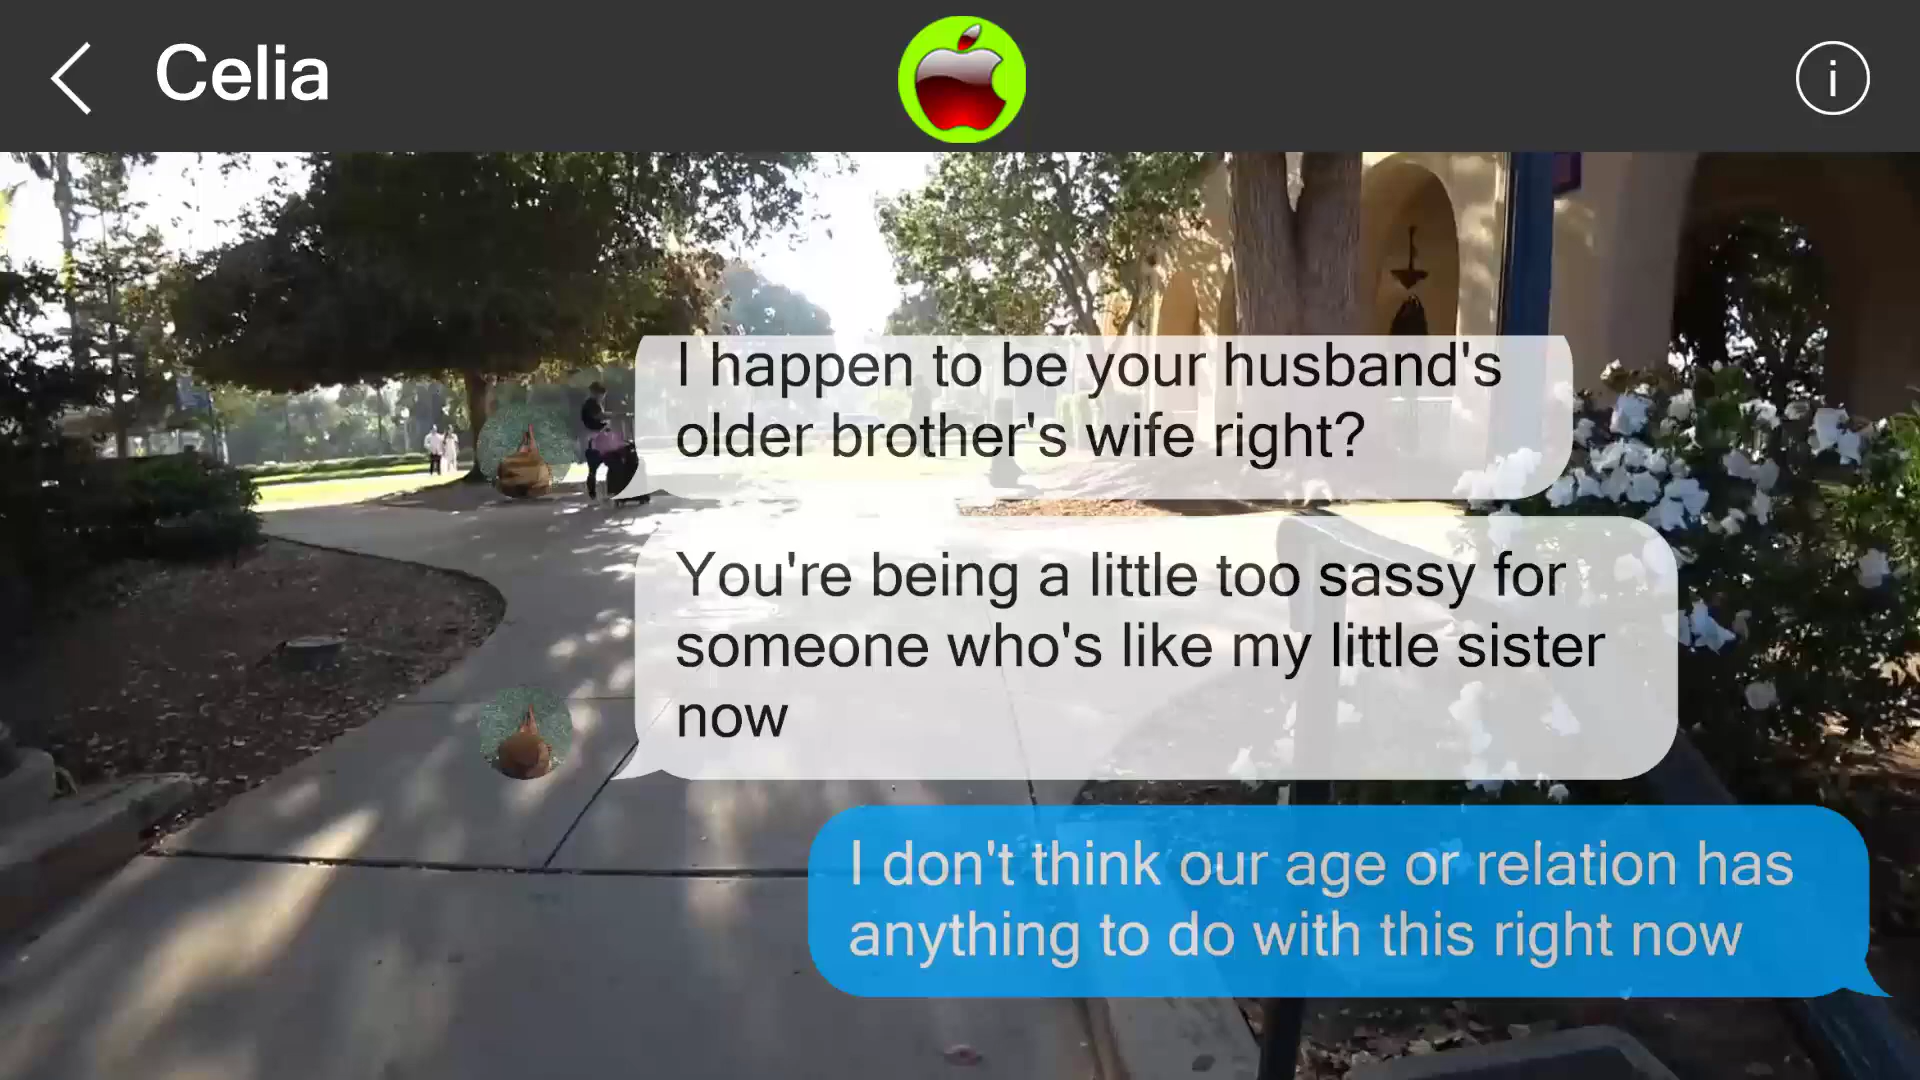 Celia
i
I happen to be your husband's
older brother's wife right?
You're being a little too sassy for
someone who's like my little sister
now
I don't think our age or relation has
anything to do with this right now